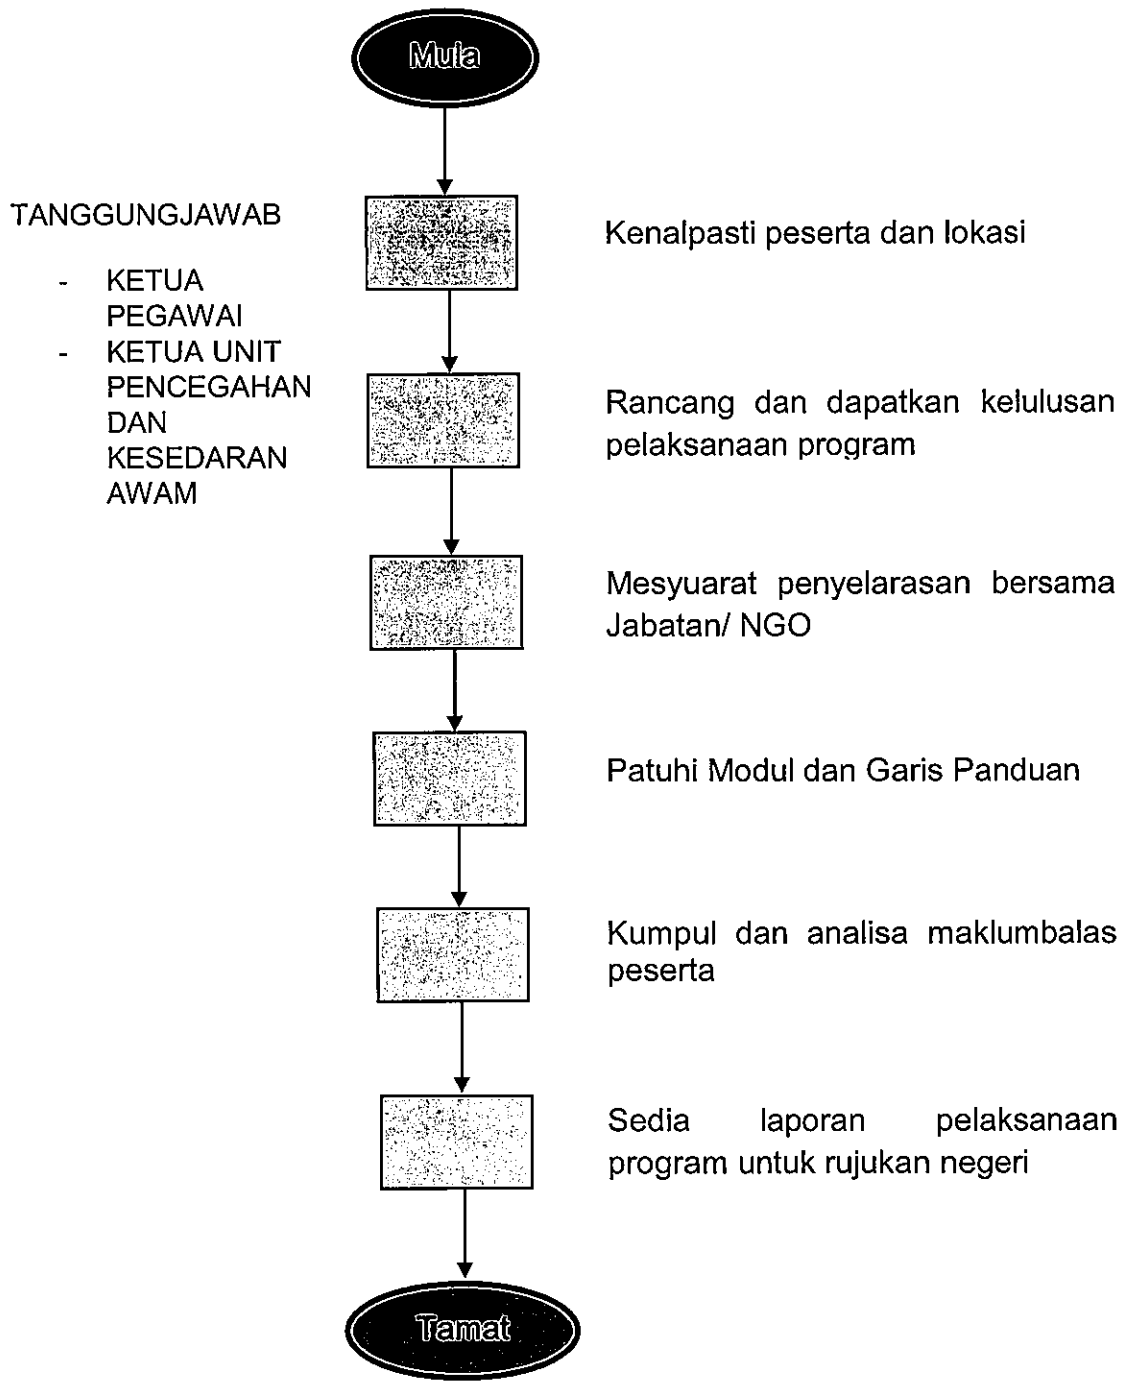 Mula
TANGGUNGJAWAB
- KETUA
PEGAWAI
- KETUA UNIT
PENCEGAHAN
DAN
KESEDARAN
AWAM
Kenalpasti peserta dan lokasi
Rancang dan dapatkan kelulusan
pelaksanaan program
Mesyuarat penyelarasan bersama
Jabatan/ NGO
Patuhi Modul dan Garis Panduan
Kumpul dan analisa maklumbalas
peserta
Sedia laporan pelaksanaan
program untuk rujukan negeri
Tamat